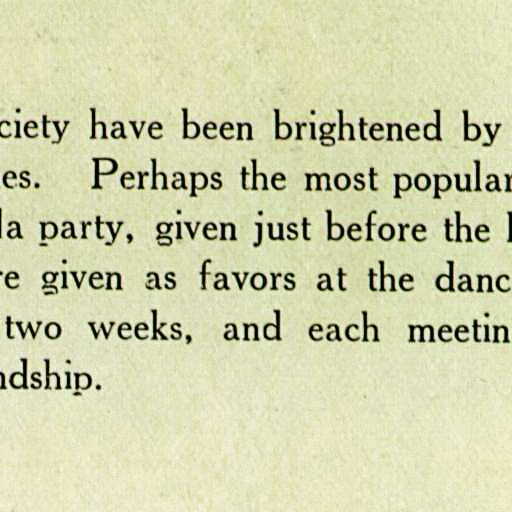 ciety have been brightened by
es. Perhaps the most popular
la party, given just before the
re given as favors at the danc
two weeks, and each meetin
ndship.